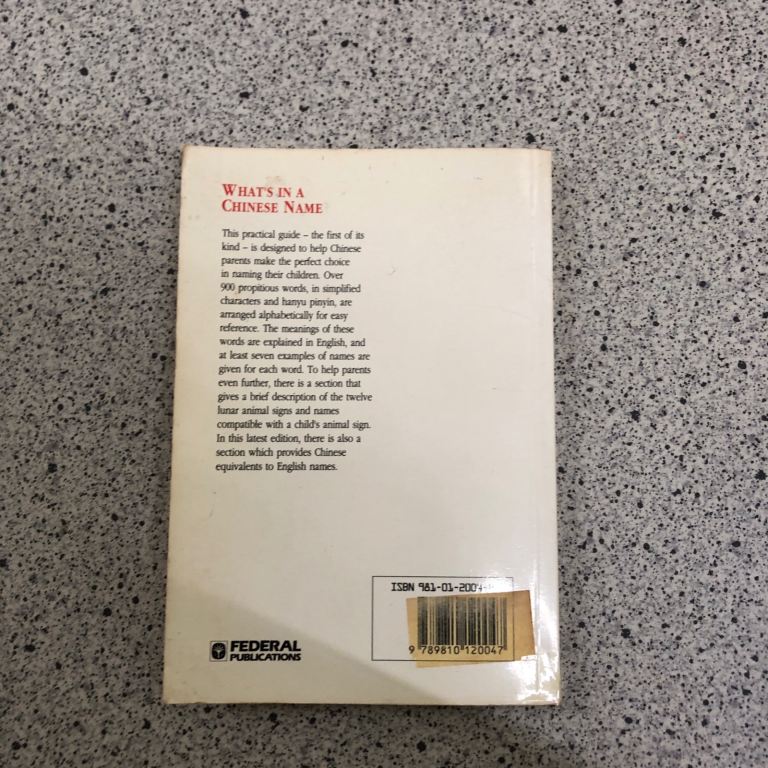 WHAT'S IN A
CHINESE NAME
This practical guide – the first of its
kind – is designed to help Chinese
parents make the perfect choice
in naming their children. Over
900 propitious words, in simplified
characters and hanyu pinyin, are
arranged alphabetically for easy
reference. The meanings of these
words are explained in English, and
at least seven examples of names are
given for each word. To help parents
even further, there is a section that
gives a brief description of the twelve
lunar animal signs and names
compatible with a child's animal sign.
In this latest edition, there is also a
section which provides Chinese
equivalents to English names.
ISBN 981-01-2004-
9 789810 120047
FEDERAL
PUBLICATIONS